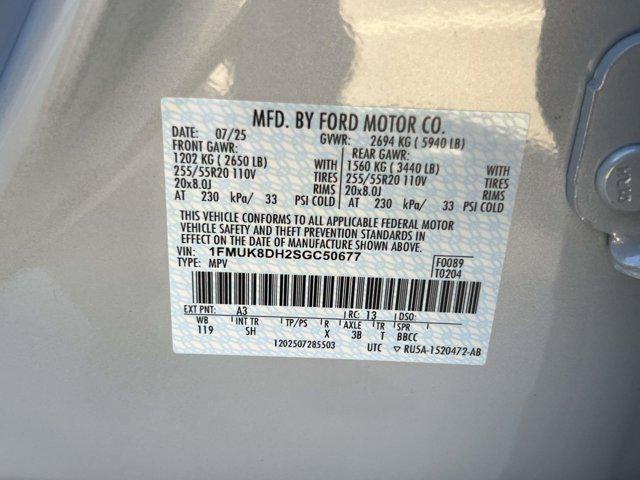 MFD. BY FORD MOTOR CO.
DATE: 07/25 GVWR: 2694 KG ( 5940 LB)
FRONT GAWR: REAR GAWR:
1202 KG ( 2650 LB) WITH 1560 KG ( 3440 LB) WITH
255/55R20 110V TIRES 255/55R20 110V TIRES
20x8.0J RIMS 20x8.0J RIMS
AT 230 kPa/ 33 PSI COLD AT 230 kPa/ 33 PSI COLD
THIS VEHICLE CONFORMS TO ALL APPLICABLE FEDERAL MOTOR
VEHICLE SAFETY AND THEFT PREVENTION STANDARDS IN
EFFECT ON THE DATE OF MANUFACTURE SHOWN ABOVE.
VIN: 1FMUK8DH2SGC50677
TYPE: MPV
F0089
T0204
EXT PNT: A3 RC: 13 DSO:
WB INT TR TP/PS R AXLE TR SPR
119 SH X 3B T BBCC
1202507285503 UTC ▽ RU5A-1520472-AB